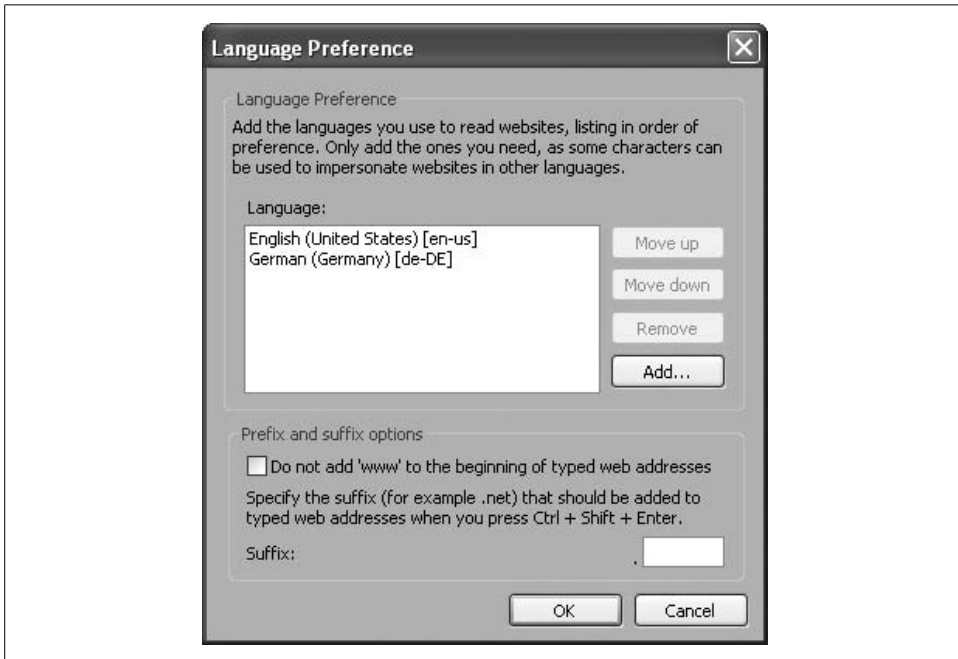 Language Preference
Language Preference
Add the languages you use to read websites, listing in order of
preference. Only add the ones you need, as some characters can
be used to impersonate websites in other languages.
Language:
English (United States) [en-us]
German (Germany) [de-DE]
Move up
Move down
Remove
Add...
Prefix and suffix options
Do not add 'www' to the beginning of typed web addresses
Specify the suffix (for example .net) that should be added to
typed web addresses when you press Ctrl + Shift + Enter.
Suffix: .
OK Cancel